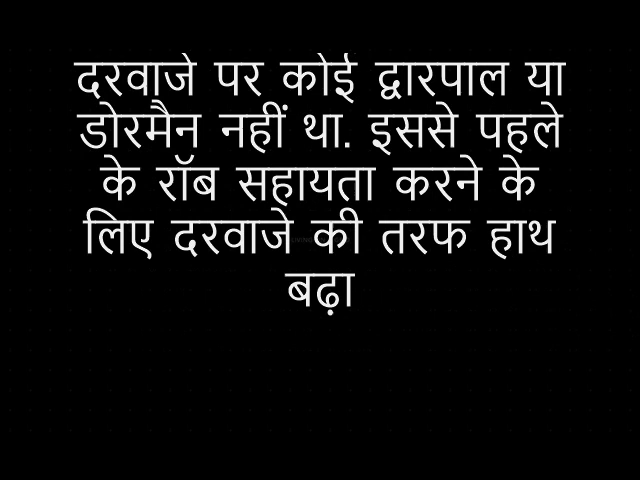 दरवाजे पर कोई द्वारपाल या
डोरमैन नहीं था. इससे पहले
के रॉब सहायता करने के
लिए दरवाजे की तरफ हाथ
बढ़ा